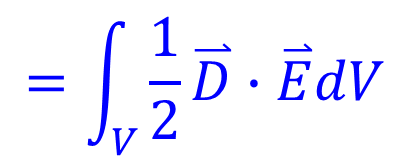 = ∫_V 1/2 D⃗ · E⃗ dV